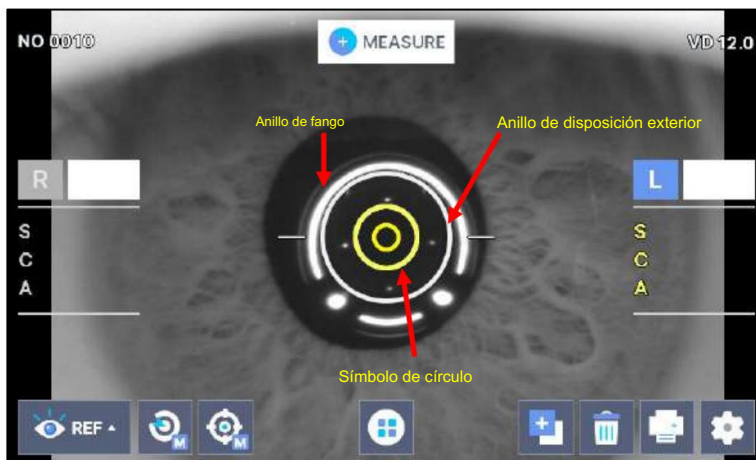 NO 0010
+ MEASURE
VD 12.0
Anillo de fango
Anillo de disposición exterior
R
L
S
C
A
S
C
A
Símbolo de círculo
REF
M
M